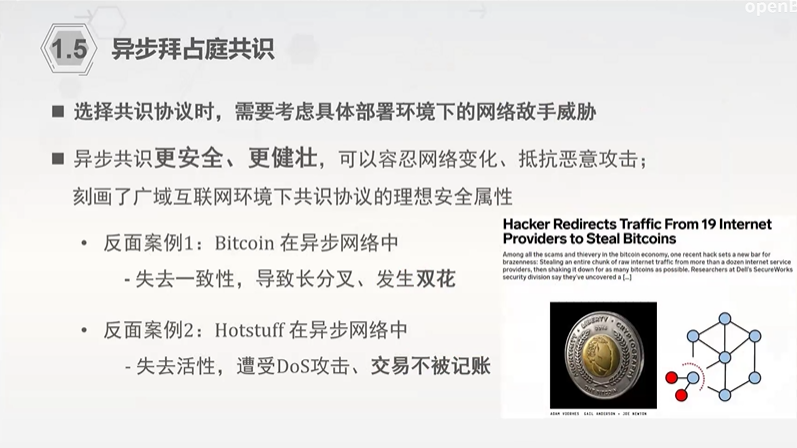 openE
1.5 异步拜占庭共识
■ 选择共识协议时，需要考虑具体部署环境下的网络敌手威胁
■ 异步共识更安全、更健壮，可以容忍网络变化、抵抗恶意攻击；
刻画了广域互联网环境下共识协议的理想安全属性
• 反面案例1：Bitcoin 在异步网络中
- 失去一致性，导致长分叉、发生双花
• 反面案例2：Hotstuff 在异步网络中
- 失去活性，遭受DoS攻击、交易不被记账
Hacker Redirects Traffic From 19 Internet
Providers to Steal Bitcoins
Among all the scams and thievery in the bitcoin economy, one recent hack sets a new bar for
brazenness: Stealing an entire chunk of raw internet traffic from more than a dozen internet service
providers, then shaking it down for as many bitcoins as possible. Researchers at Dell's SecureWorks
security division say they've uncovered a [...]
ADAM VOORHES GAIL ANDERSON + JOE NEWTON